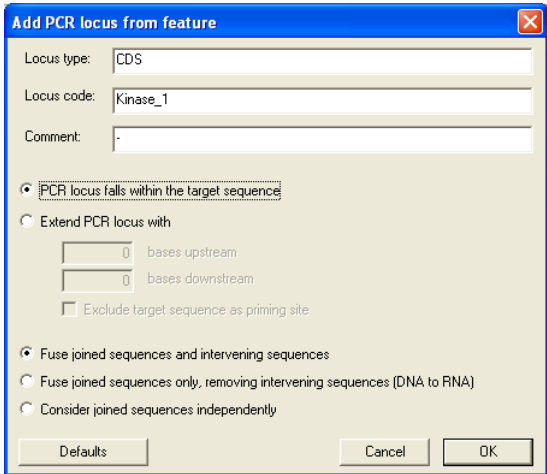 Add PCR locus from feature
Locus type: CDS
Locus code: Kinase_1
Comment: -
PCR locus falls within the target sequence
Extend PCR locus with
0 bases upstream
0 bases downstream
Exclude target sequence as priming site
Fuse joined sequences and intervening sequences
Fuse joined sequences only, removing intervening sequences (DNA to RNA)
Consider joined sequences independently
Defaults Cancel OK